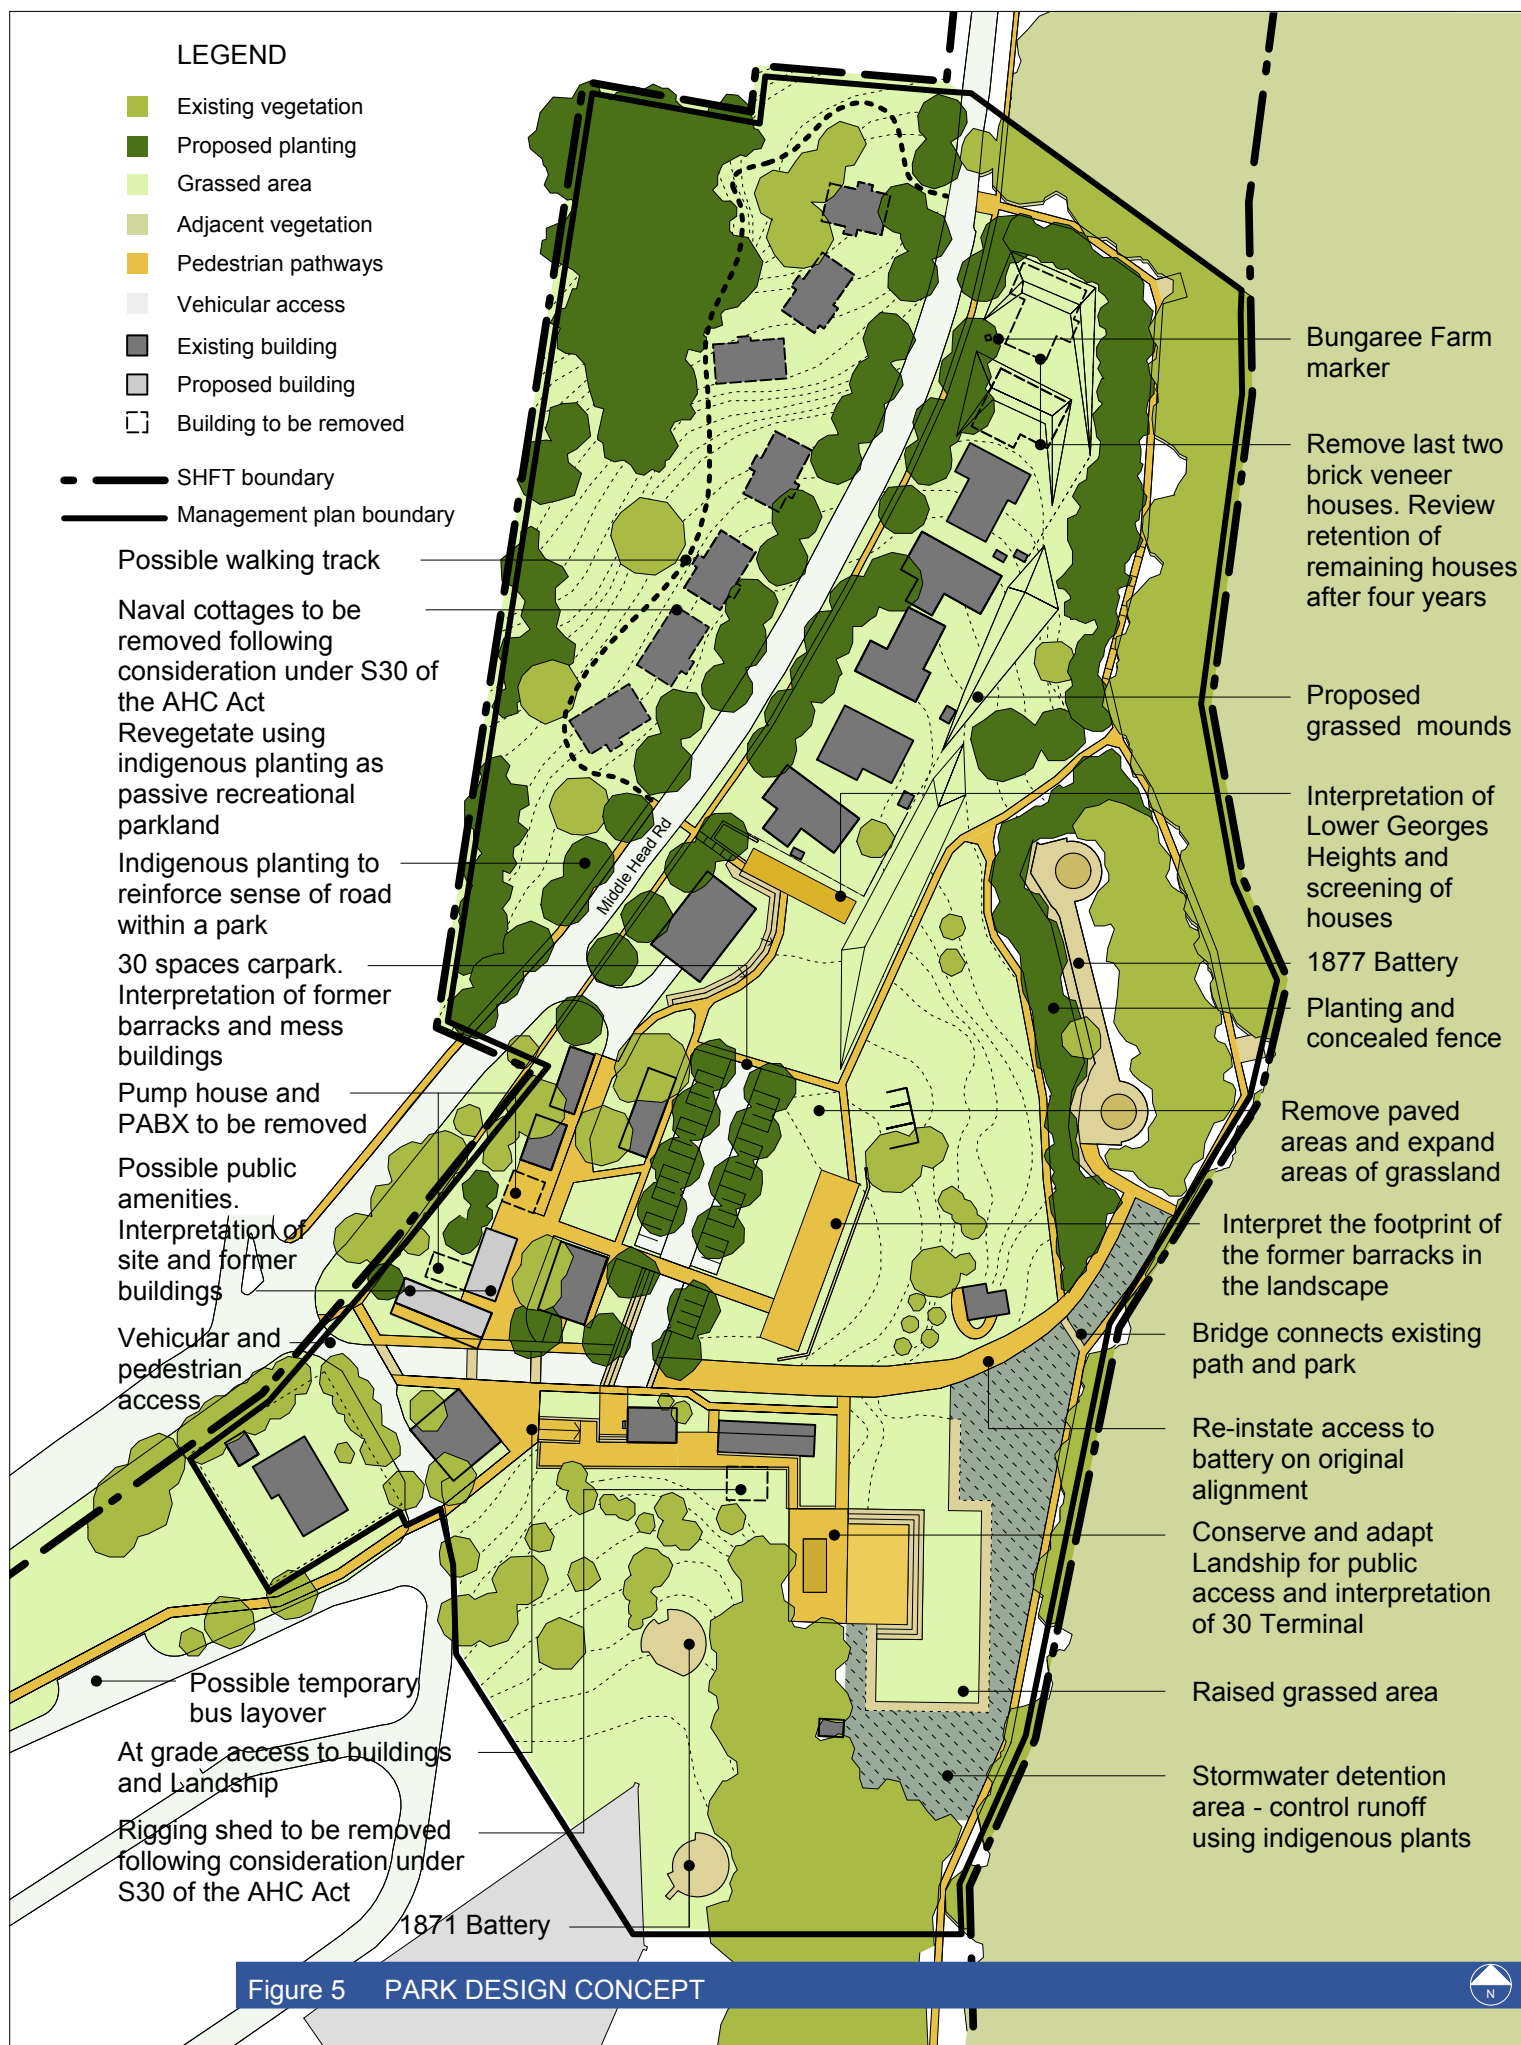 LEGEND
Existing vegetation
Proposed planting
Grassed area
Adjacent vegetation
Pedestrian pathways
Vehicular access
Existing building
Proposed building
Building to be removed
SHFT boundary
Management plan boundary
Possible walking track
Naval cottages to be
removed following
consideration under S30 of
the AHC Act
Revegetate using
indigenous planting as
passive recreational
parkland
Indigenous planting to
reinforce sense of road
within a park
30 spaces carpark.
Interpretation of former
barracks and mess
buildings
Pump house and
PABX to be removed
Possible public
amenities.
Interpretation of
site and former
buildings
Vehicular and
pedestrian
access
Possible temporary
bus layover
At grade access to buildings
and Landship
Rigging shed to be removed
following consideration under
S30 of the AHC Act
1871 Battery
Middle Head Rd
Bungaree Farm
marker
Remove last two
brick veneer
houses. Review
retention of
remaining houses
after four years
Proposed
grassed mounds
Interpretation of
Lower Georges
Heights and
screening of
houses
1877 Battery
Planting and
concealed fence
Remove paved
areas and expand
areas of grassland
Interpret the footprint of
the former barracks in
the landscape
Bridge connects existing
path and park
Re-instate access to
battery on original
alignment
Conserve and adapt
Landship for public
access and interpretation
of 30 Terminal
Raised grassed area
Stormwater detention
area - control runoff
using indigenous plants
Figure 5 PARK DESIGN CONCEPT
N